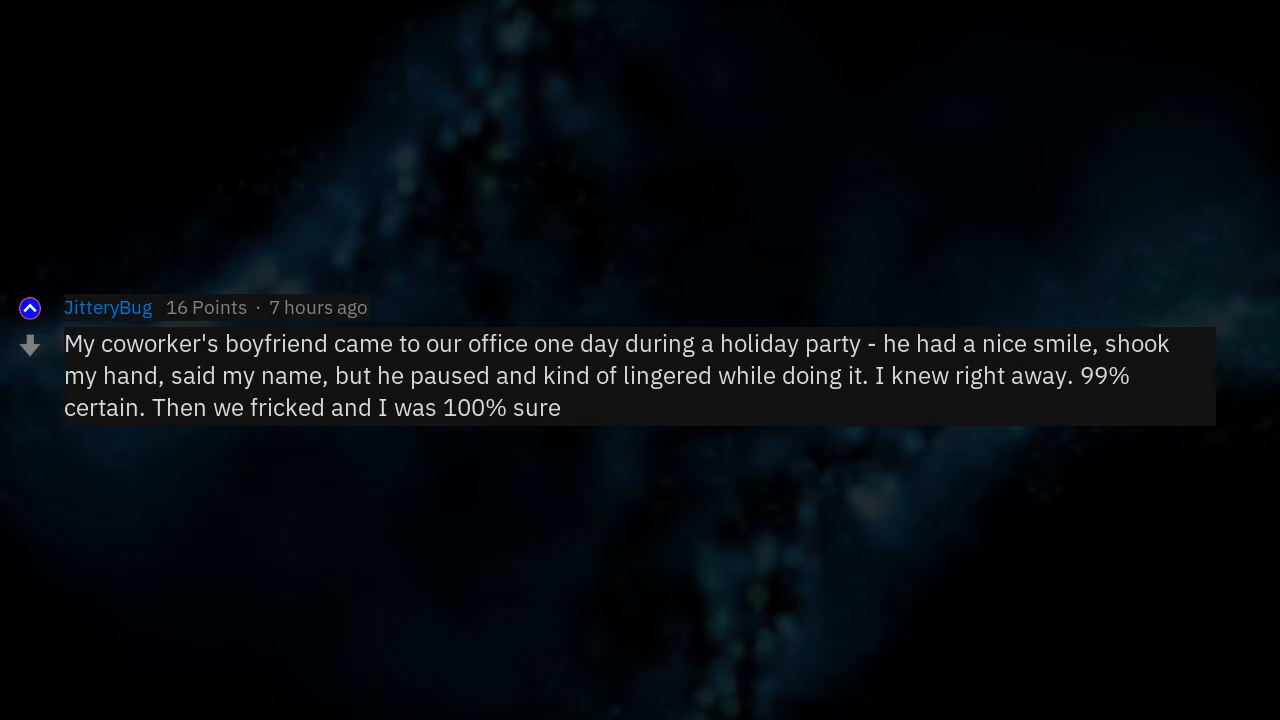 JitteryBug 16 Points · 7 hours ago
My coworker's boyfriend came to our office one day during a holiday party - he had a nice smile, shook
my hand, said my name, but he paused and kind of lingered while doing it. I knew right away. 99%
certain. Then we fricked and I was 100% sure